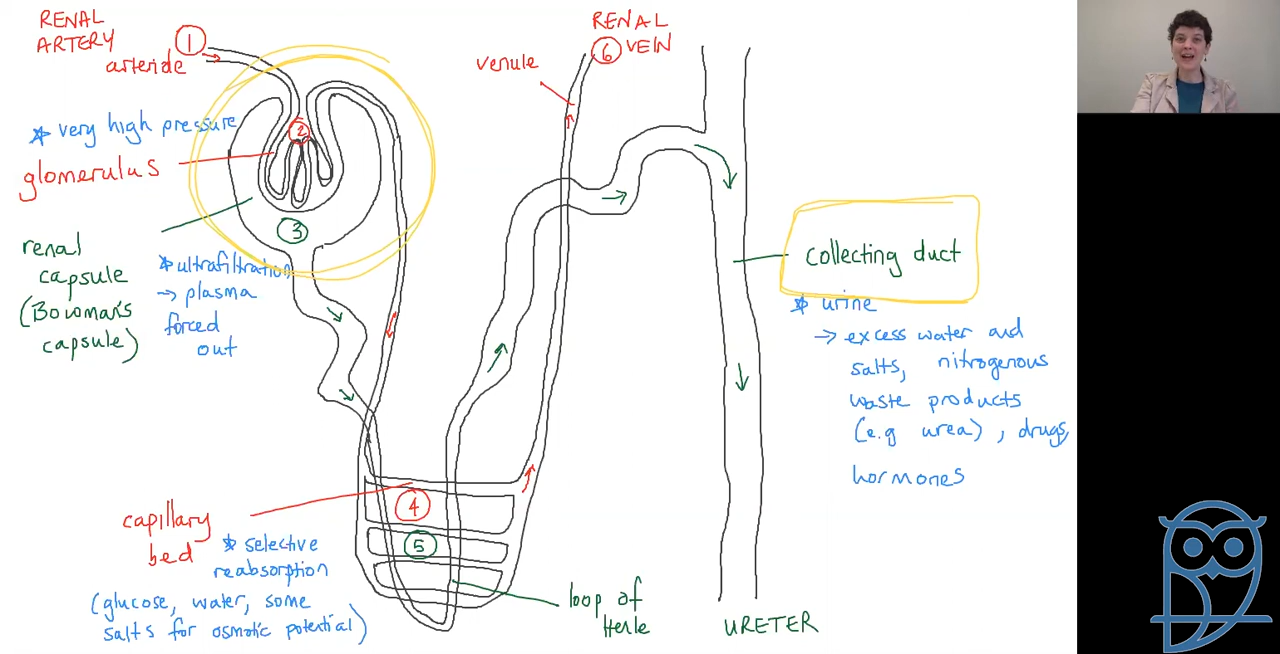 RENAL
ARTERY
1
arteriole
* very high pressure
glomerulus
2
3
renal
capsule
(Bowman's
capsule)
* ultrafiltration
→ plasma
forced
out
capillary
bed
* selective
reabsorption
(glucose, water, some
salts for osmotic potential)
4
5
loop of
Henle
RENAL
VEIN
6
venule
collecting duct
* urine
→ excess water and
salts, nitrogenous
waste products
(e.g urea), drugs,
hormones
URETER